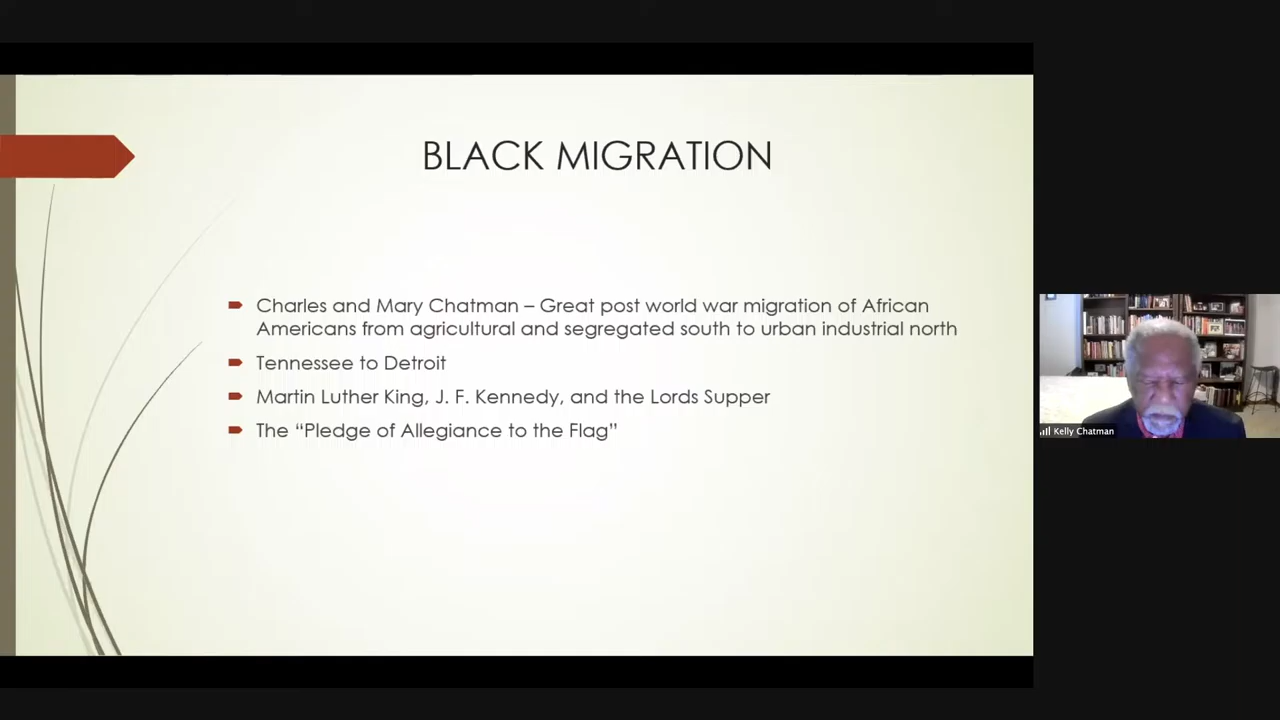 BLACK MIGRATION
Charles and Mary Chatman – Great post world war migration of African
Americans from agricultural and segregated south to urban industrial north
Tennessee to Detroit
Martin Luther King, J. F. Kennedy, and the Lords Supper
The “Pledge of Allegiance to the Flag”
Kelly Chatman